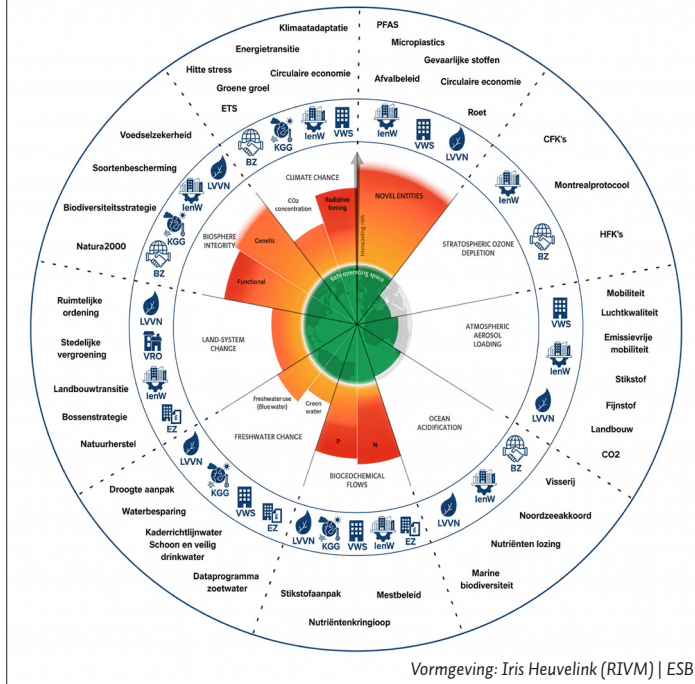 Klimaatadaptatie
Energietransitie
Hitte stress
Circulaire economie
Groene groei
ETS
BZ
KGG
IenW
VWS
PFAS
Micropiastics
Gevaarlijke stoffen
Afvalbeleid
Circulaire economie
Roet
IenW
VWS
LVVN
CFK's
Montrealprotocool
HFK's
IenW
BZ
Mobiliteit
Luchtkwaliteit
Emissievrije
mobiliteit
Stikstof
Fijnstof
Landbouw
CO2
VWS
IenW
LVVN
Visserij
Noordzeeakkoord
Nutriënten lozing
Marine
biodiversiteit
BZ
IenW
LVVN
Stikstofaanpak
Mestbeleid
Nutriëntenkringioop
LVVN
KGG
VWS
IenW
EZ
Droogte aanpak
Waterbesparing
Kaderrichtlijnwater
Schoon en veilig
drinkwater
Dataprogramma
zoetwater
LVVN
KGG
VWS
EZ
Ruimtelijke
ordening
Stedelijke
vergroening
Landbouwtransitie
Bossenstrategie
Natuurherstel
LVVN
VRO
IenW
EZ
Voedselzekerheid
Soortenbescherming
Biodiversiteitsstrategie
Natura2000
LVVN
IenW
KGG
BZ
CLIMATE CHANGE
CO2
concentration
Radiative
forcing
Increasing risk
NOVEL ENTITIES
STRATOSPHERIC OZONE
DEPLETION
ATMOSPHERIC
AEROSOL
LOADING
OCEAN
ACIDIFICATION
BIOGEOCHEMICAL
FLOWS
P
N
FRESHWATER CHANGE
Freshwater use
(Blue water)
Green
water
LAND-SYSTEM
CHANGE
BIOSPHERE
INTEGRITY
Genetic
Functional
Safe operating space
Vormgeving: Iris Heuvelink (RIVM) | ESB